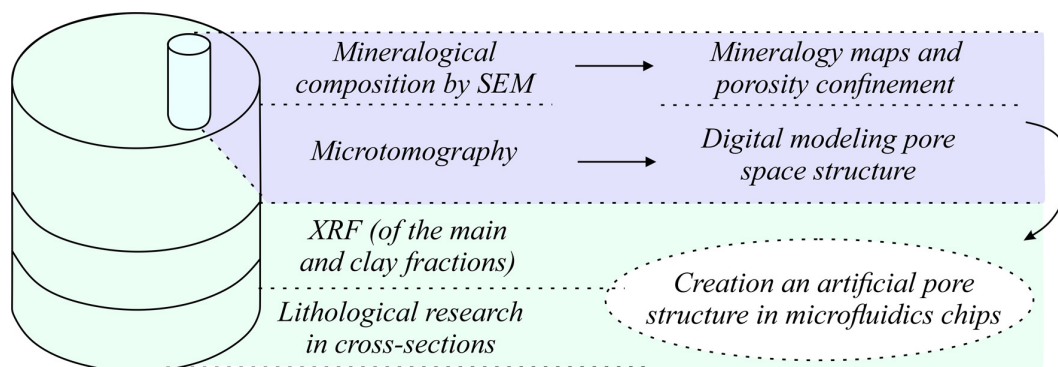 Mineralogical
composition by SEM
Mineralogy maps and
porosity confinement
Microtomography
Digital modeling pore
space structure
XRF (of the main
and clay fractions)
Creation an artificial pore
structure in microfluidics chips
Lithological research
in cross-sections